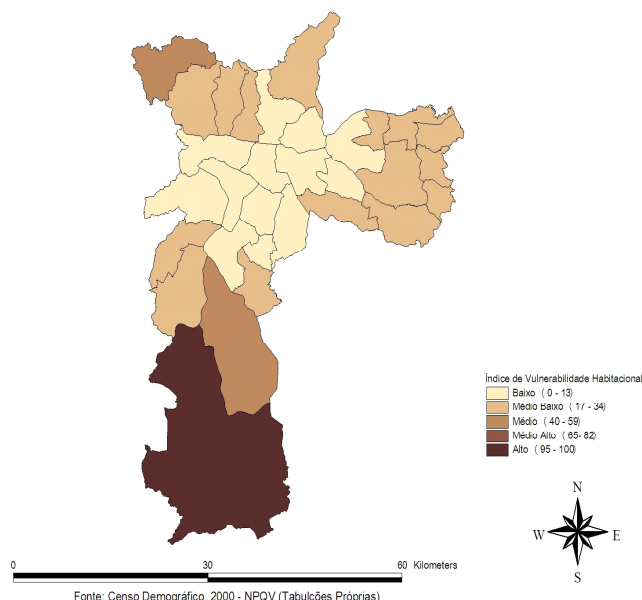 Índice de Vulnerabilidade Habitacional
Baixo ( 0 - 13)
Médio Baixo ( 17 - 34)
Médio ( 40 - 59)
Médio Alto ( 65- 82)
Alto ( 95 - 100)
N
W E
S
0 30 60 Kilometers
Fonte: Censo Demográfico, 2000 - NPQV (Tabulções Próprias)